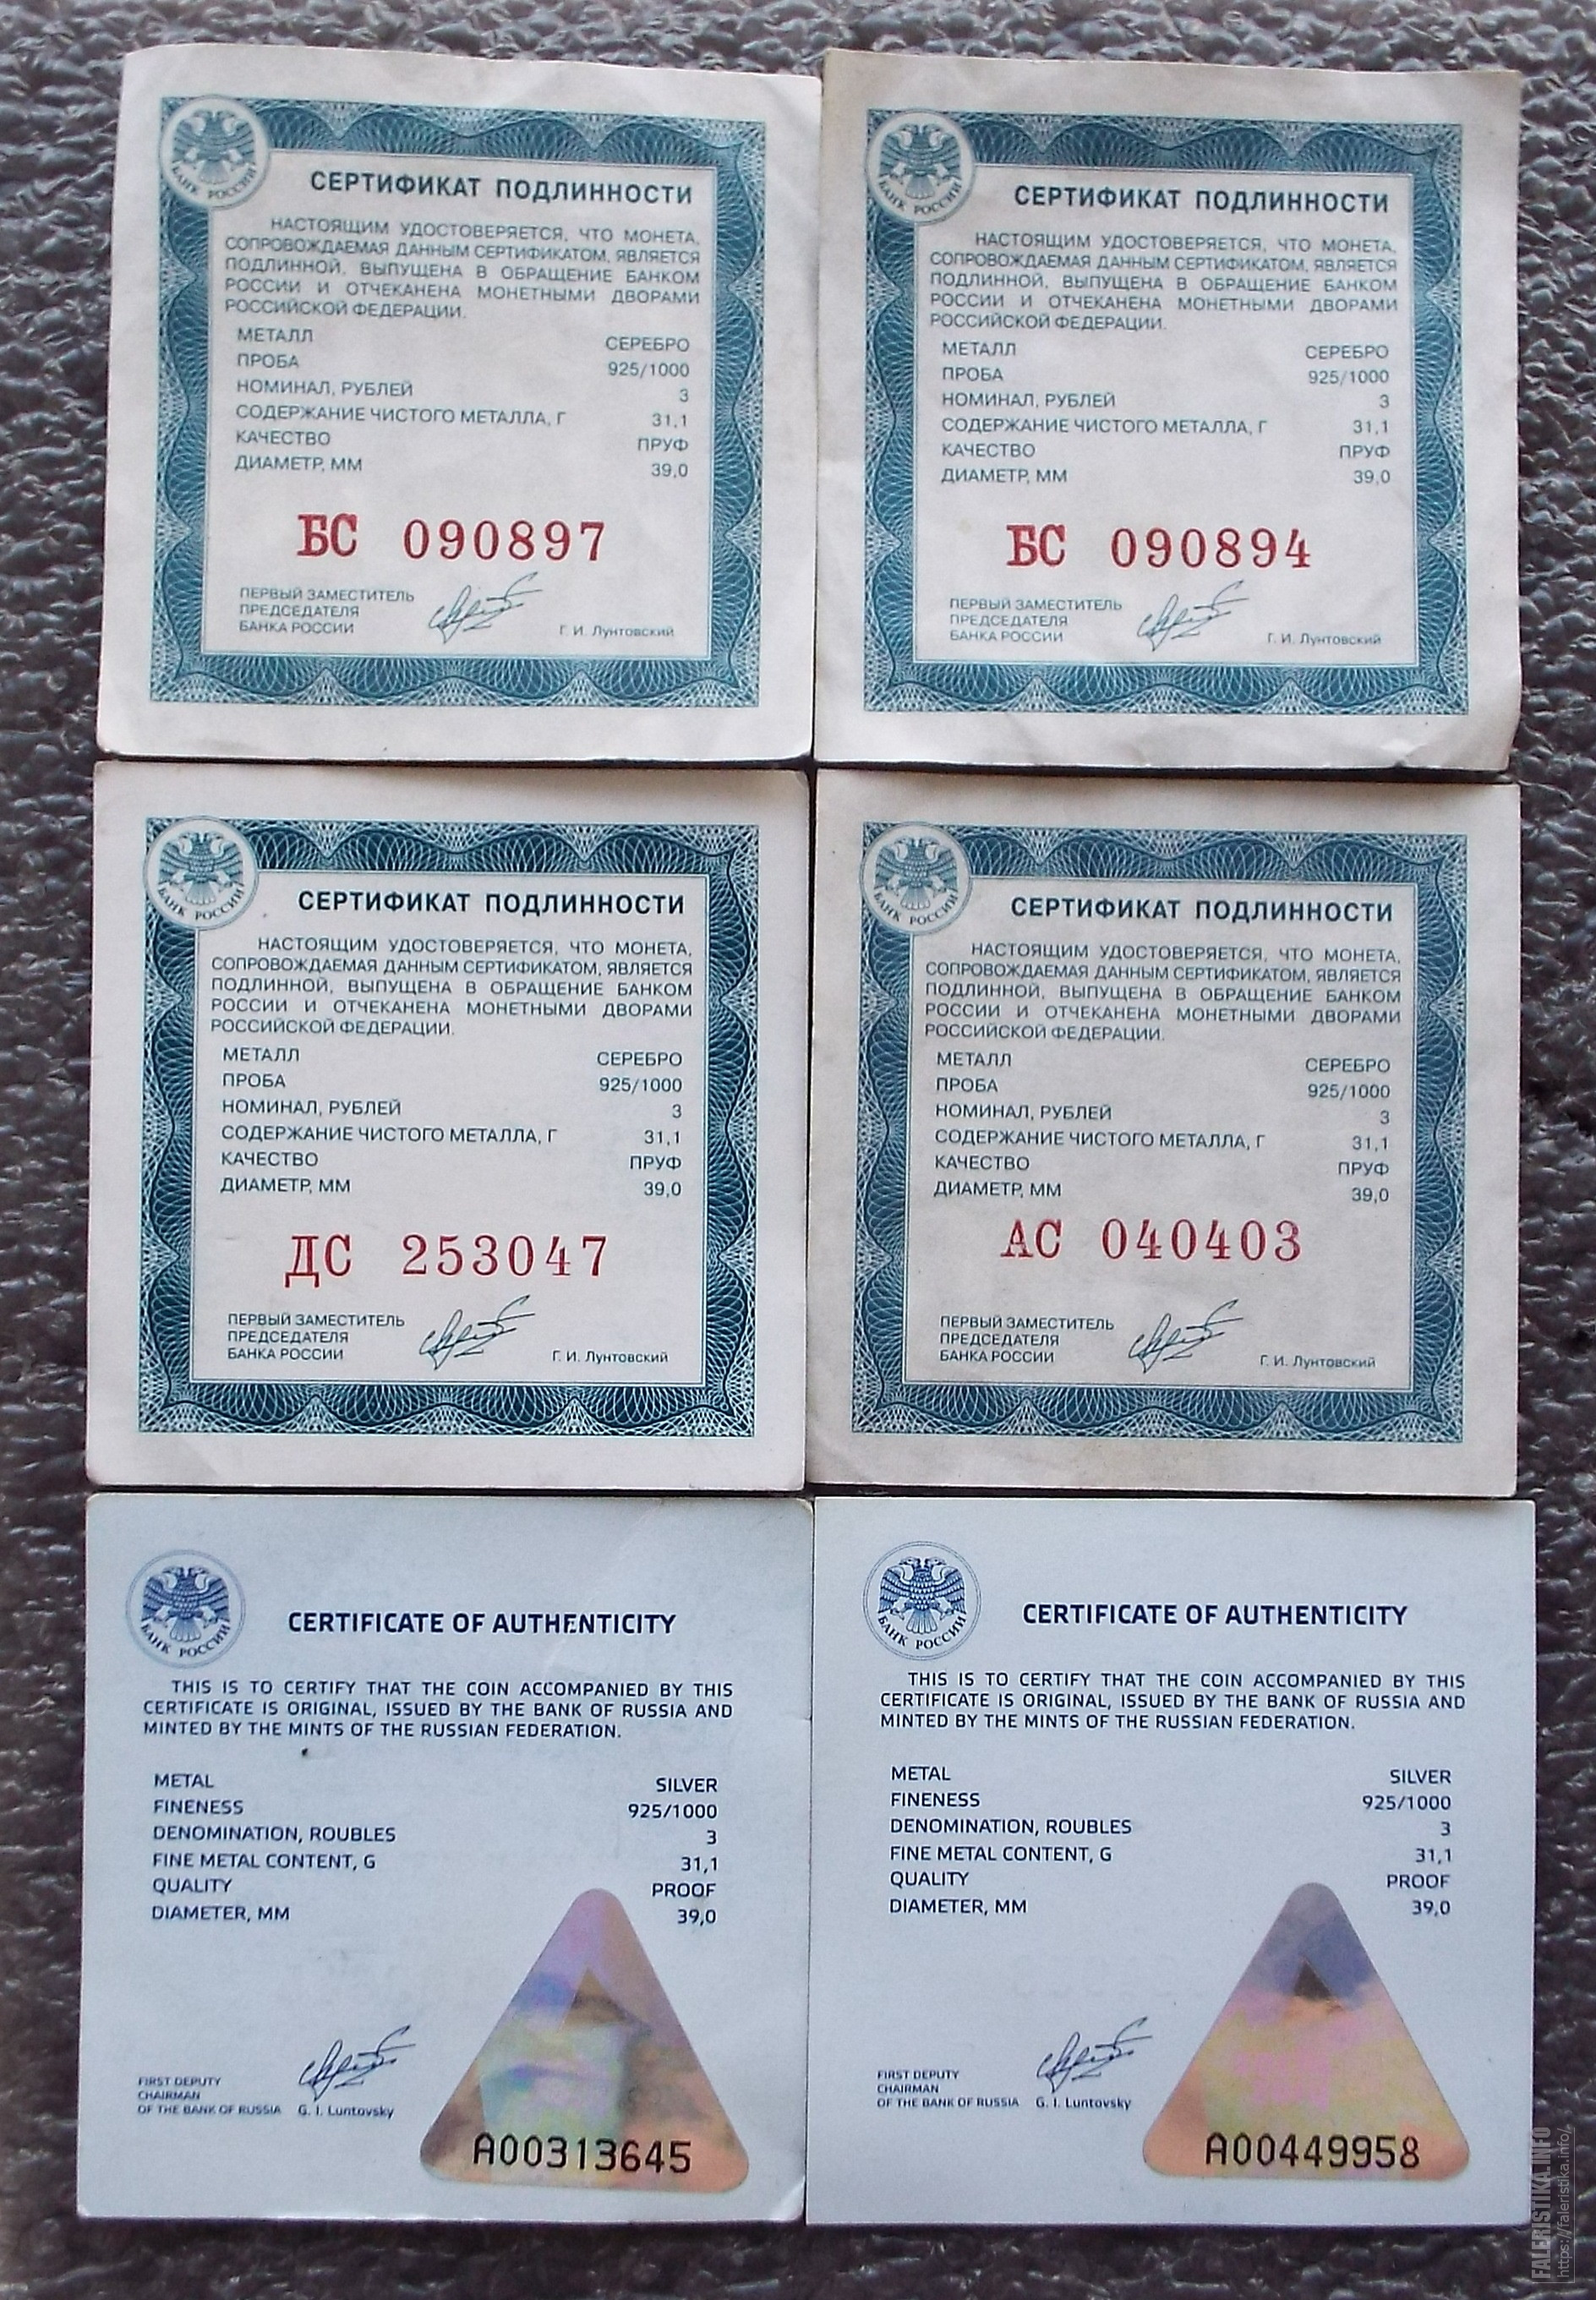 БАНК РОССИИ
СЕРТИФИКАТ ПОДЛИННОСТИ
НАСТОЯЩИМ УДОСТОВЕРЯЕТСЯ, ЧТО МОНЕТА,
СОПРОВОЖДАЕМАЯ ДАННЫМ СЕРТИФИКАТОМ, ЯВЛЯЕТСЯ
ПОДЛИННОЙ, ВЫПУЩЕНА В ОБРАЩЕНИЕ БАНКОМ
РОССИИ И ОТЧЕКАНЕНА МОНЕТНЫМИ ДВОРАМИ
РОССИЙСКОЙ ФЕДЕРАЦИИ.
МЕТАЛЛ СЕРЕБРО
ПРОБА 925/1000
НОМИНАЛ, РУБЛЕЙ 3
СОДЕРЖАНИЕ ЧИСТОГО МЕТАЛЛА, Г 31,1
КАЧЕСТВО ПРУФ
ДИАМЕТР, ММ 39,0
БС 090897
ПЕРВЫЙ ЗАМЕСТИТЕЛЬ
ПРЕДСЕДАТЕЛЯ
БАНКА РОССИИ Г. И. Лунтовский
БАНК РОССИИ
СЕРТИФИКАТ ПОДЛИННОСТИ
НАСТОЯЩИМ УДОСТОВЕРЯЕТСЯ, ЧТО МОНЕТА,
СОПРОВОЖДАЕМАЯ ДАННЫМ СЕРТИФИКАТОМ, ЯВЛЯЕТСЯ
ПОДЛИННОЙ, ВЫПУЩЕНА В ОБРАЩЕНИЕ БАНКОМ
РОССИИ И ОТЧЕКАНЕНА МОНЕТНЫМИ ДВОРАМИ
РОССИЙСКОЙ ФЕДЕРАЦИИ.
МЕТАЛЛ СЕРЕБРО
ПРОБА 925/1000
НОМИНАЛ, РУБЛЕЙ 3
СОДЕРЖАНИЕ ЧИСТОГО МЕТАЛЛА, Г 31,1
КАЧЕСТВО ПРУФ
ДИАМЕТР, ММ 39,0
БС 090894
ПЕРВЫЙ ЗАМЕСТИТЕЛЬ
ПРЕДСЕДАТЕЛЯ
БАНКА РОССИИ Г. И. Лунтовский
БАНК РОССИИ
СЕРТИФИКАТ ПОДЛИННОСТИ
НАСТОЯЩИМ УДОСТОВЕРЯЕТСЯ, ЧТО МОНЕТА,
СОПРОВОЖДАЕМАЯ ДАННЫМ СЕРТИФИКАТОМ, ЯВЛЯЕТСЯ
ПОДЛИННОЙ, ВЫПУЩЕНА В ОБРАЩЕНИЕ БАНКОМ
РОССИИ И ОТЧЕКАНЕНА МОНЕТНЫМИ ДВОРАМИ
РОССИЙСКОЙ ФЕДЕРАЦИИ.
МЕТАЛЛ СЕРЕБРО
ПРОБА 925/1000
НОМИНАЛ, РУБЛЕЙ 3
СОДЕРЖАНИЕ ЧИСТОГО МЕТАЛЛА, Г 31,1
КАЧЕСТВО ПРУФ
ДИАМЕТР, ММ 39,0
ДС 253047
ПЕРВЫЙ ЗАМЕСТИТЕЛЬ
ПРЕДСЕДАТЕЛЯ
БАНКА РОССИИ Г. И. Лунтовский
БАНК РОССИИ
СЕРТИФИКАТ ПОДЛИННОСТИ
НАСТОЯЩИМ УДОСТОВЕРЯЕТСЯ, ЧТО МОНЕТА,
СОПРОВОЖДАЕМАЯ ДАННЫМ СЕРТИФИКАТОМ, ЯВЛЯЕТСЯ
ПОДЛИННОЙ, ВЫПУЩЕНА В ОБРАЩЕНИЕ БАНКОМ
РОССИИ И ОТЧЕКАНЕНА МОНЕТНЫМИ ДВОРАМИ
РОССИЙСКОЙ ФЕДЕРАЦИИ.
МЕТАЛЛ СЕРЕБРО
ПРОБА 925/1000
НОМИНАЛ, РУБЛЕЙ 3
СОДЕРЖАНИЕ ЧИСТОГО МЕТАЛЛА, Г 31,1
КАЧЕСТВО ПРУФ
ДИАМЕТР, ММ 39,0
АС 040403
ПЕРВЫЙ ЗАМЕСТИТЕЛЬ
ПРЕДСЕДАТЕЛЯ
БАНКА РОССИИ Г. И. Лунтовский
БАНК РОССИИ
CERTIFICATE OF AUTHENTICITY
THIS IS TO CERTIFY THAT THE COIN ACCOMPANIED BY THIS
CERTIFICATE IS ORIGINAL, ISSUED BY THE BANK OF RUSSIA AND
MINTED BY THE MINTS OF THE RUSSIAN FEDERATION.
METAL SILVER
FINENESS 925/1000
DENOMINATION, ROUBLES 3
FINE METAL CONTENT, G 31,1
QUALITY PROOF
DIAMETER, MM 39,0
FIRST DEPUTY
CHAIRMAN
OF THE BANK OF RUSSIA G. I. Luntovsky
A00313645
БАНК РОССИИ
CERTIFICATE OF AUTHENTICITY
THIS IS TO CERTIFY THAT THE COIN ACCOMPANIED BY THIS
CERTIFICATE IS ORIGINAL, ISSUED BY THE BANK OF RUSSIA AND
MINTED BY THE MINTS OF THE RUSSIAN FEDERATION.
METAL SILVER
FINENESS 925/1000
DENOMINATION, ROUBLES 3
FINE METAL CONTENT, G 31,1
QUALITY PROOF
DIAMETER, MM 39,0
FIRST DEPUTY
CHAIRMAN
OF THE BANK OF RUSSIA G. I. Luntovsky
A00449958
FALERISTIKA.INFO
https://faleristika.info/